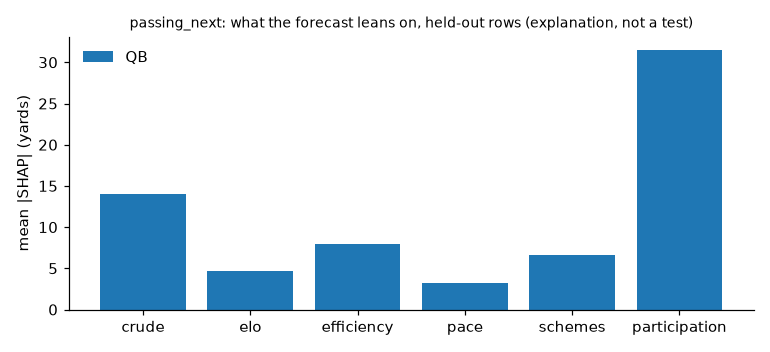 passing_next: what the forecast leans on, held-out rows (explanation, not a test)
QB
mean |SHAP| (yards)
30
25
20
15
10
5
0
crude elo efficiency pace schemes participation